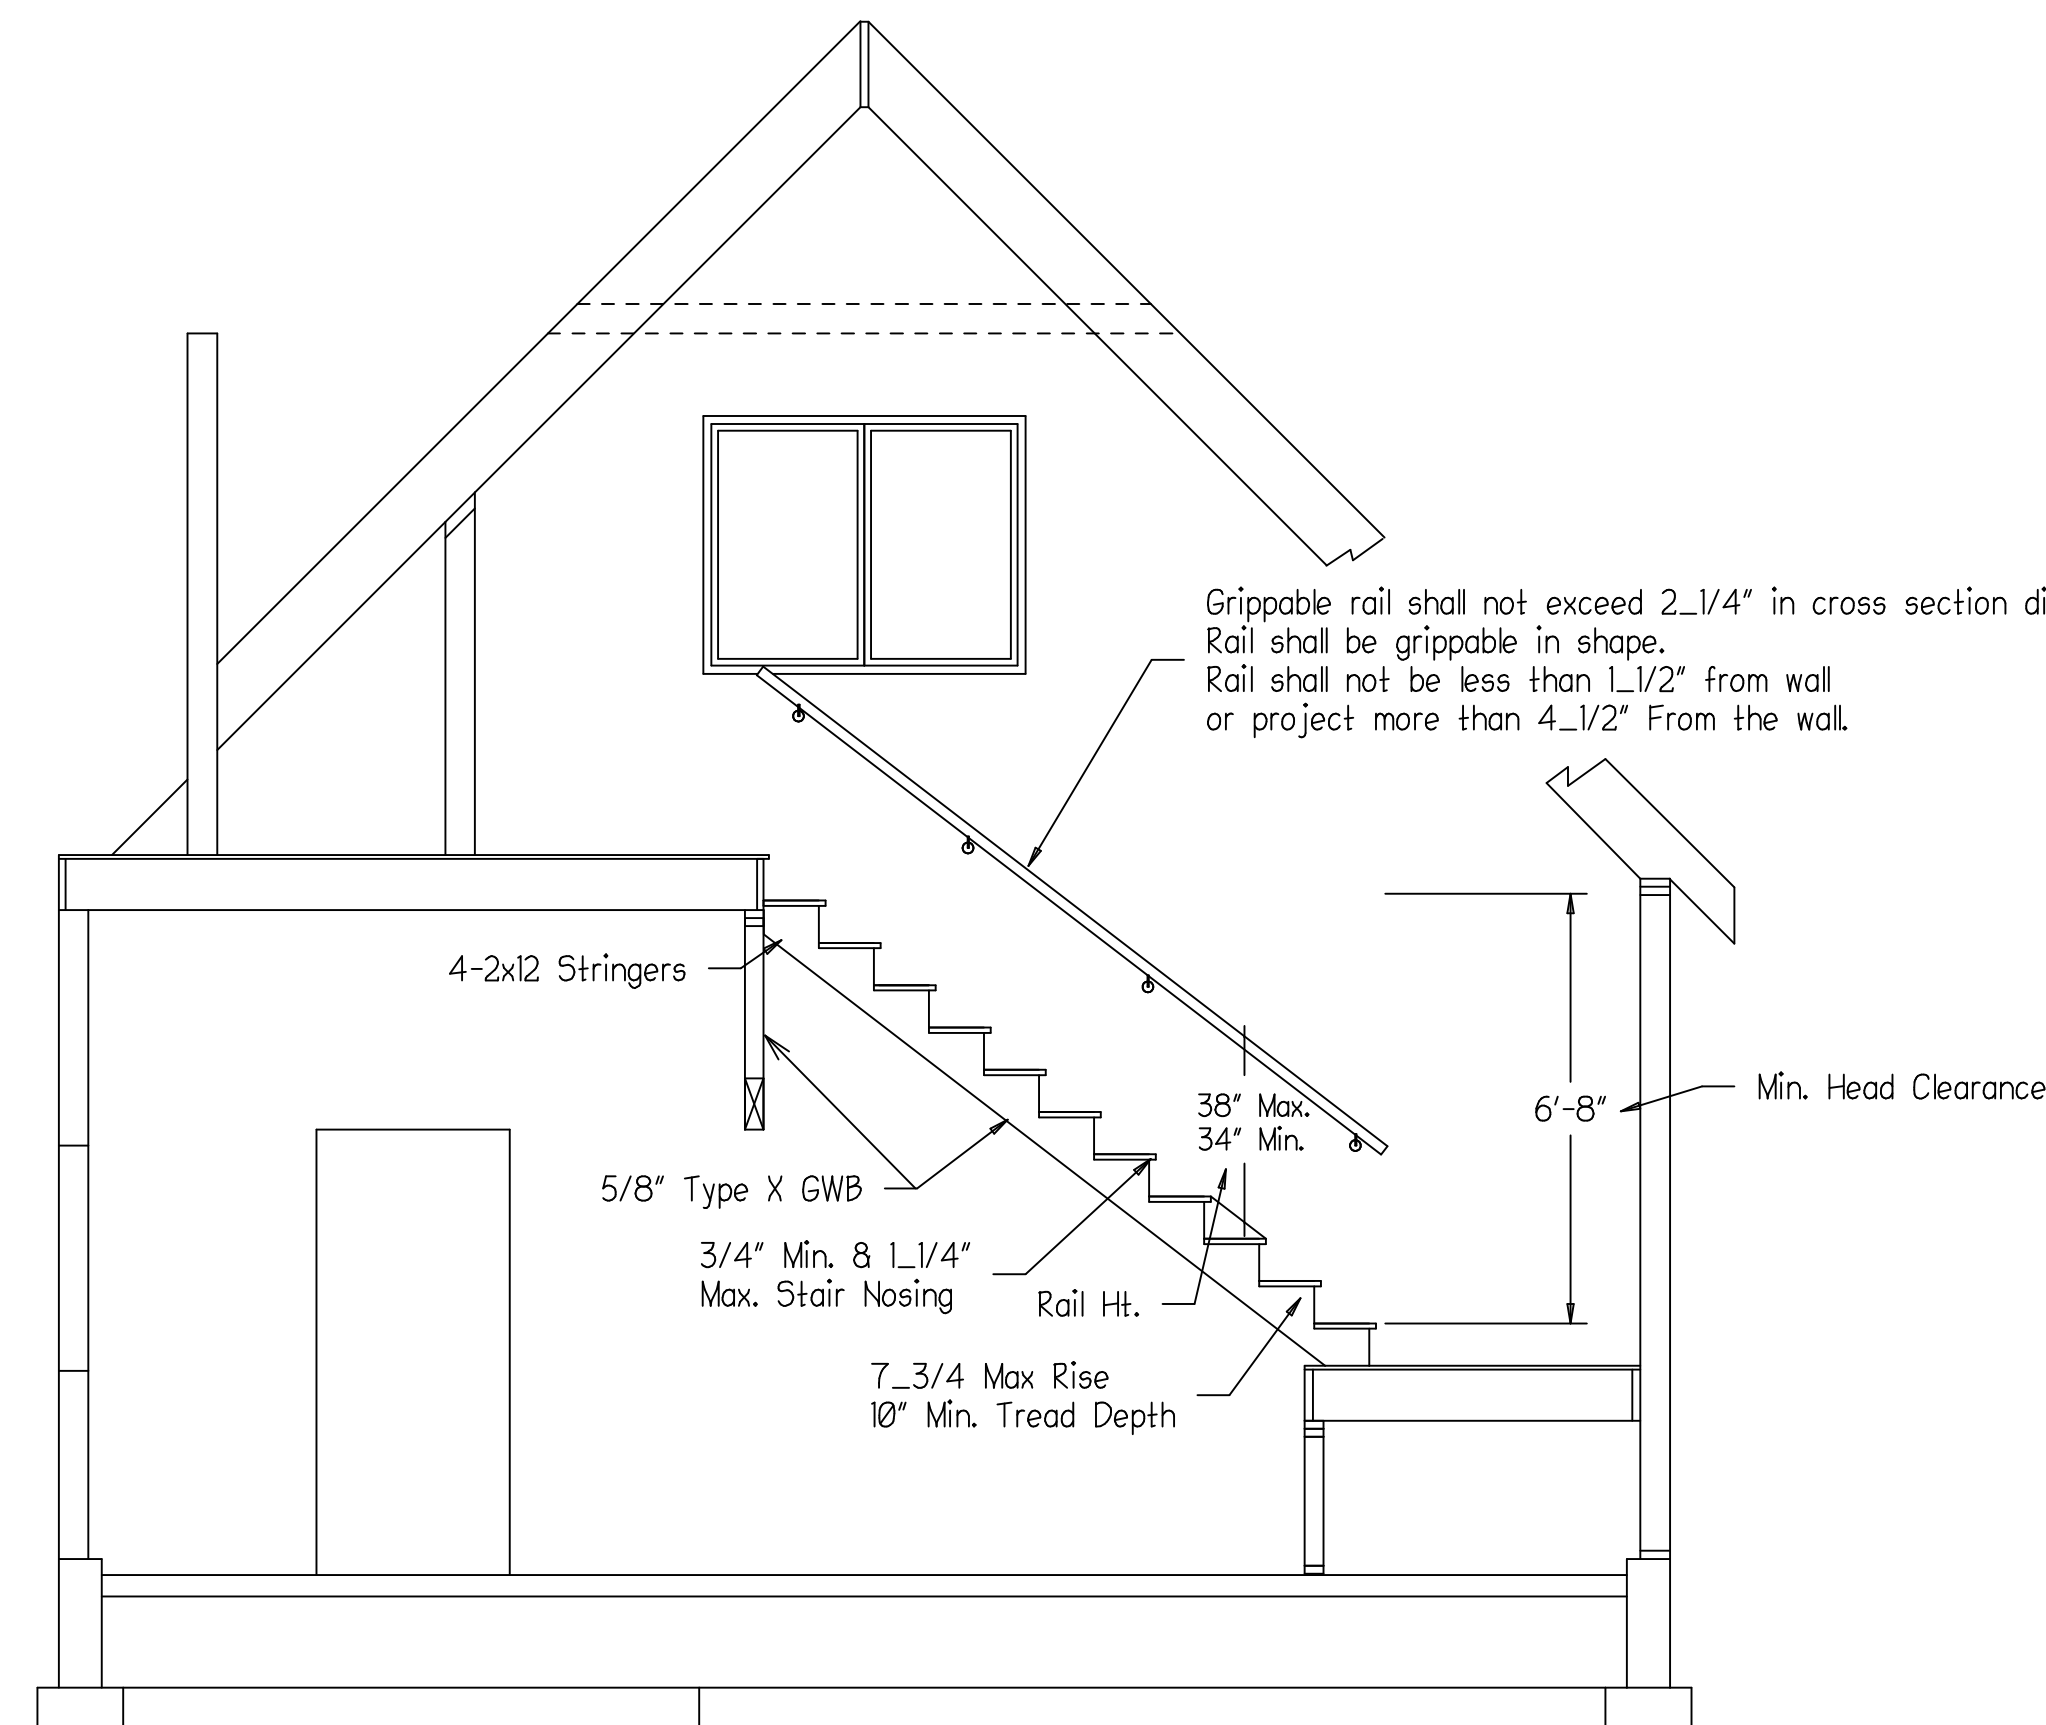 Grippable rail shall not exceed 2_1/4" in cross section di
Rail shall be grippable in shape.
Rail shall not be less than 1_1/2" from wall
or project more than 4_1/2" From the wall.
4-2x12 Stringers
6'-8"
Min. Head Clearance
38" Max.
34" Min.
5/8" Type X GWB
3/4" Min. & 1_1/4"
Max. Stair Nosing
Rail Ht.
7_3/4 Max Rise
10" Min. Tread Depth